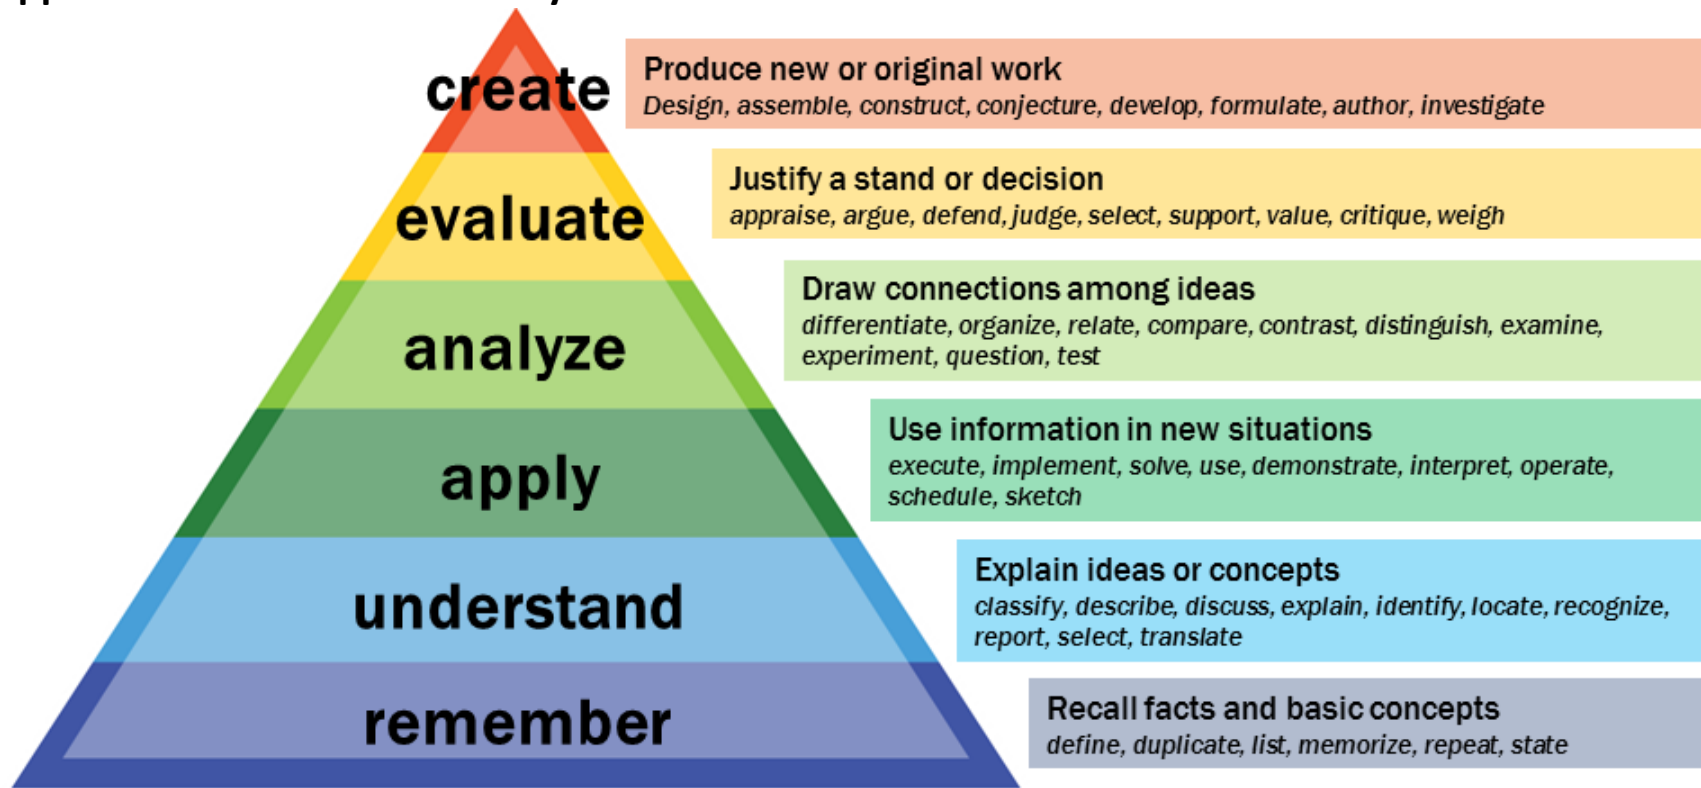 create
Produce new or original work
Design, assemble, construct, conjecture, develop, formulate, author, investigate
evaluate
Justify a stand or decision
appraise, argue, defend, judge, select, support, value, critique, weigh
analyze
Draw connections among ideas
differentiate, organize, relate, compare, contrast, distinguish, examine,
experiment, question, test
apply
Use information in new situations
execute, implement, solve, use, demonstrate, interpret, operate,
schedule, sketch
understand
Explain ideas or concepts
classify, describe, discuss, explain, identify, locate, recognize,
report, select, translate
remember
Recall facts and basic concepts
define, duplicate, list, memorize, repeat, state